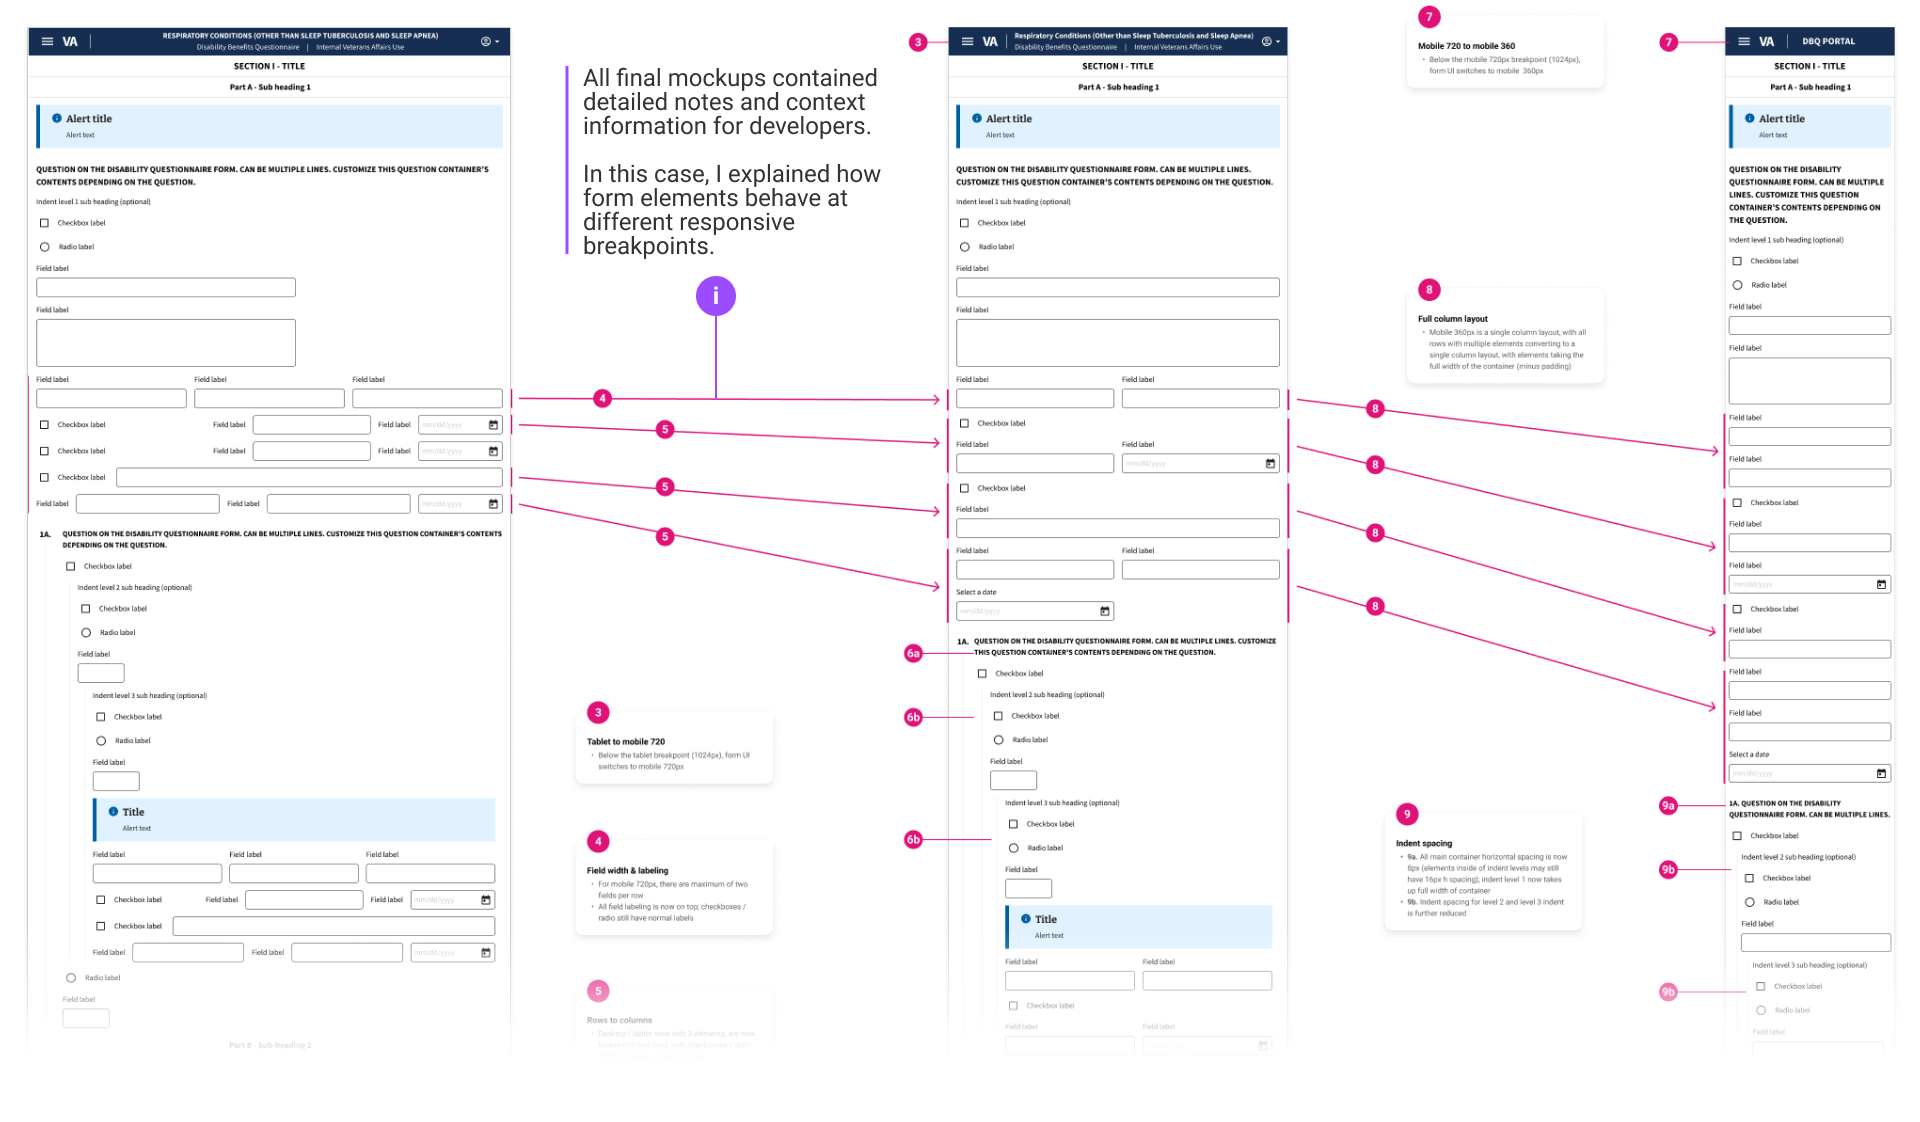 VA
RESPIRATORY CONDITIONS (OTHER THAN SLEEP TUBERCULOSIS AND SLEEP APNEA)
Disability Benefits Questionnaire | Internal Veterans Affairs Use
SECTION I - TITLE
Part A - Sub heading 1
Alert title
Alert text
QUESTION ON THE DISABILITY QUESTIONNAIRE FORM. CAN BE MULTIPLE LINES. CUSTOMIZE THIS QUESTION CONTAINER'S
CONTENTS DEPENDING ON THE QUESTION.
Indent level 1 sub heading (optional)
Checkbox label
Radio label
Field label
Field label
Field label Field label Field label
Checkbox label Field label Field label mm/dd/yyyy
Checkbox label Field label Field label mm/dd/yyyy
Checkbox label
Field label Field label mm/dd/yyyy
1A. QUESTION ON THE DISABILITY QUESTIONNAIRE FORM. CAN BE MULTIPLE LINES. CUSTOMIZE THIS QUESTION CONTAINER'S CONTENTS
DEPENDING ON THE QUESTION.
Checkbox label
Indent level 2 sub heading (optional)
Checkbox label
Radio label
Field label
Indent level 3 sub heading (optional)
Checkbox label
Radio label
Field label
Title
Alert text
Field label Field label Field label
Checkbox label Field label Field label mm/dd/yyyy
Checkbox label
Field label Field label mm/dd/yyyy
Radio label
Field label
Part B - Sub-heading 2
All final mockups contained
detailed notes and context
information for developers.
In this case, I explained how
form elements behave at
different responsive
breakpoints.
i
4
5
5
5
3
Tablet to mobile 720
• Below the tablet breakpoint (1024px), form UI
switches to mobile 720px
4
Field width & labeling
• For mobile 720px, there are maximum of two
fields per row
• All field labeling is now on top; checkboxes /
radio still have normal labels
5
Rows to columns
• Desktop / tablet rows with 3 elements, are now
broken into two rows, with checkboxes / radio
3
VA
Respiratory Conditions (Other than Sleep Tuberculosis and Sleep Apnea)
Disability Benefits Questionnaire | Internal Veterans Affairs Use
SECTION I - TITLE
Part A - Sub heading 1
Alert title
Alert text
QUESTION ON THE DISABILITY QUESTIONNAIRE FORM. CAN BE MULTIPLE LINES.
CUSTOMIZE THIS QUESTION CONTAINER'S CONTENTS DEPENDING ON THE QUESTION.
Indent level 1 sub heading (optional)
Checkbox label
Radio label
Field label
Field label
Field label Field label
Checkbox label
Field label Field label
mm/dd/yyyy
Checkbox label
Field label
Field label Field label
Select a date
mm/dd/yyyy
6a
1A. QUESTION ON THE DISABILITY QUESTIONNAIRE FORM. CAN BE MULTIPLE LINES. CUSTOMIZE
THIS QUESTION CONTAINER'S CONTENTS DEPENDING ON THE QUESTION.
Checkbox label
Indent level 2 sub heading (optional)
6b
Checkbox label
Radio label
Field label
Indent level 3 sub heading (optional)
Checkbox label
6b
Radio label
Field label
Title
Alert text
Field label Field label
Checkbox label
Field label Field label
7
Mobile 720 to mobile 360
• Below the mobile 720px breakpoint (1024px),
form UI switches to mobile 360px
8
Full column layout
• Mobile 360px is a single column layout, with all
rows with multiple elements converting to a
single column layout, with elements taking the
full width of the container (minus padding)
8
8
8
8
9
Indent spacing
• 9a. All main container horizontal spacing is now
8px (elements inside of indent levels may still
have 16px h spacing); indent level 1 now takes
up full width of container
• 9b. Indent spacing for level 2 and level 3 indent
is further reduced
7
VA
DBQ PORTAL
SECTION I - TITLE
Part A - Sub heading 1
Alert title
Alert text
QUESTION ON THE DISABILITY
QUESTIONNAIRE FORM. CAN BE MULTIPLE
LINES. CUSTOMIZE THIS QUESTION
CONTAINER'S CONTENTS DEPENDING ON
THE QUESTION.
Indent level 1 sub heading (optional)
Checkbox label
Radio label
Field label
Field label
Field label
Field label
Checkbox label
Field label
Field label
mm/dd/yyyy
Checkbox label
Field label
Field label
Field label
Select a date
mm/dd/yyyy
9a
1A. QUESTION ON THE DISABILITY
QUESTIONNAIRE FORM. CAN BE MULTIPLE LINES.
Checkbox label
Indent level 2 sub heading (optional)
9b
Checkbox label
Radio label
Field label
Indent level 3 sub heading (optional)
9b
Checkbox label
Radio label
Field label